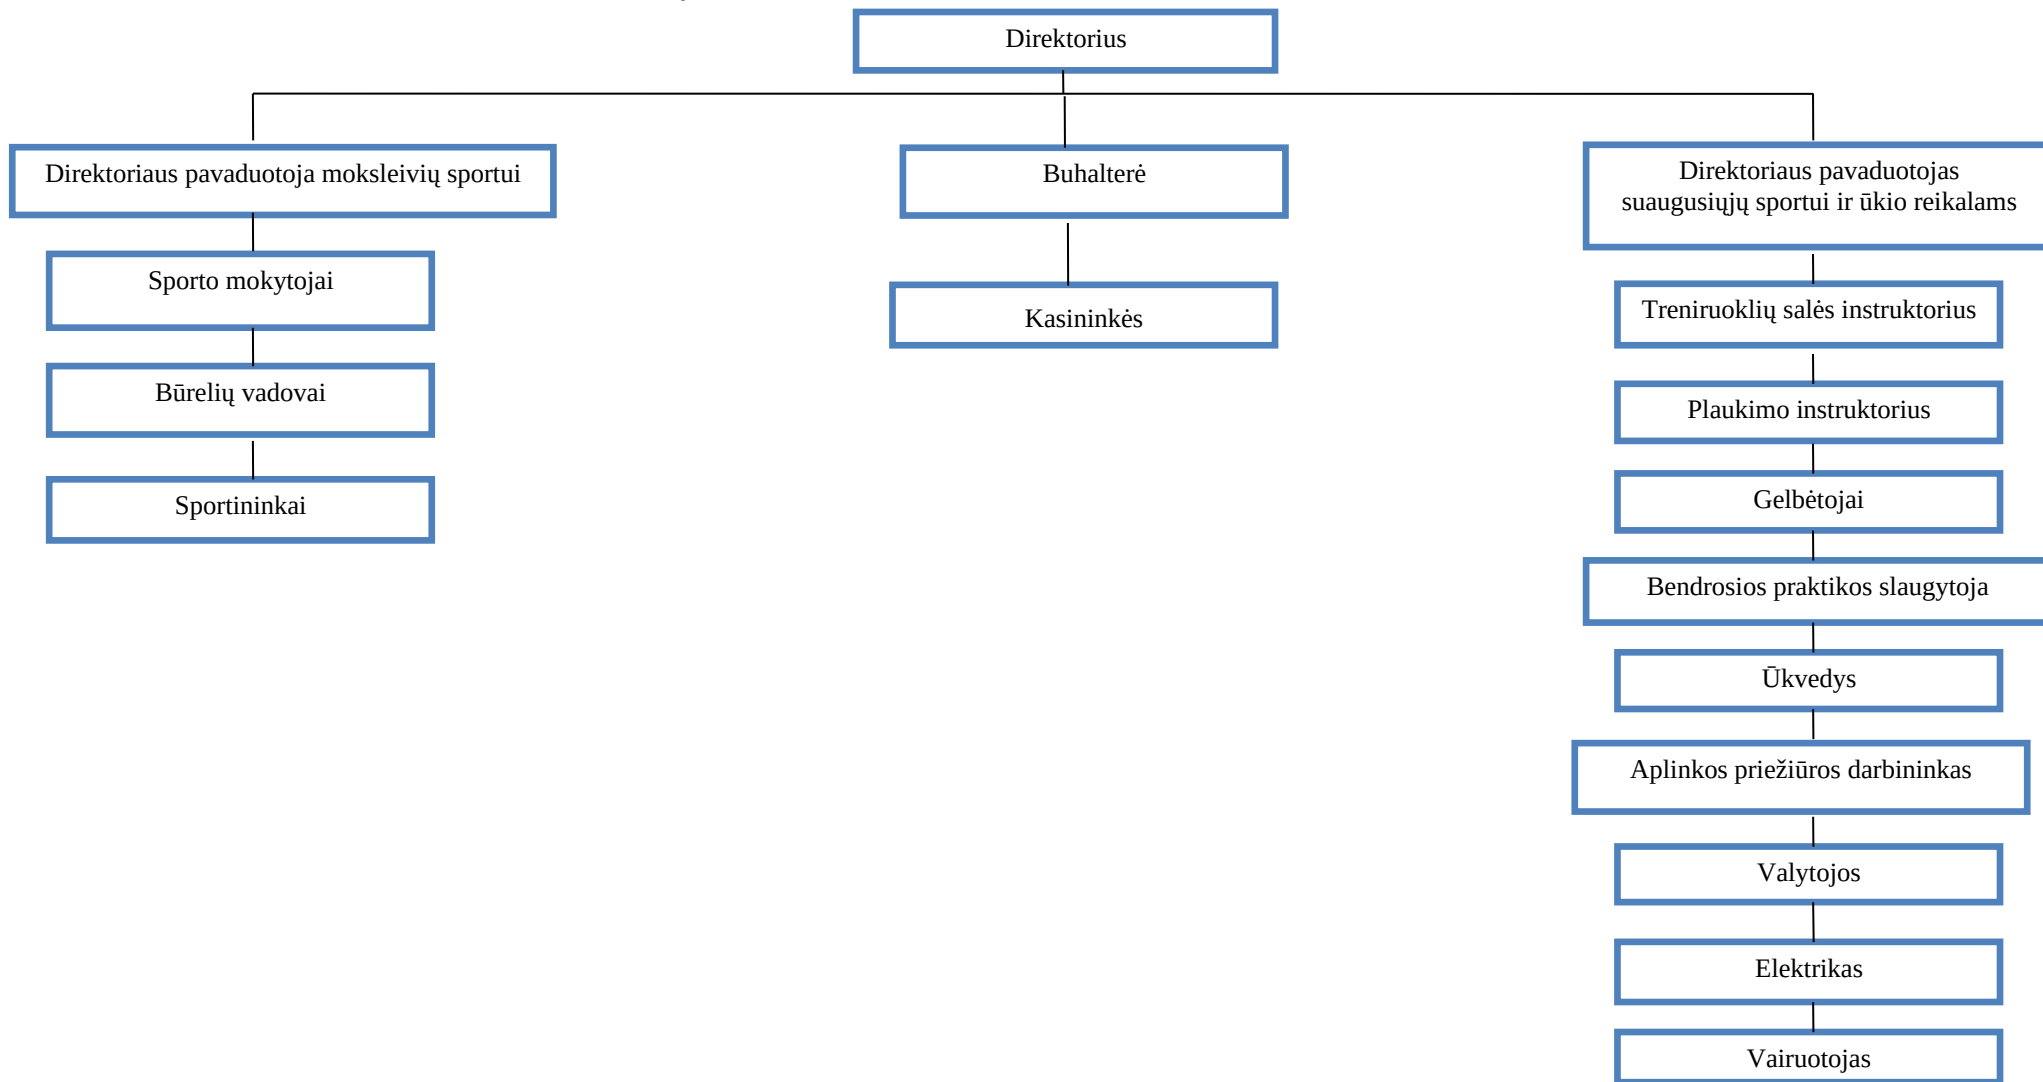 Direktorius
Direktoriaus pavaduotoja moksleivių sportui
Sporto mokytojai
Būrelių vadovai
Sportininkai
Buhalterė
Kasininkės
Direktoriaus pavaduotojas
suaugusiųjų sportui ir ūkio reikalams
Treniruoklių salės instruktorius
Plaukimo instruktorius
Gelbėtojai
Bendrosios praktikos slaugytoja
Ūkvedys
Aplinkos priežiūros darbininkas
Valytojos
Elektrikas
Vairuotojas